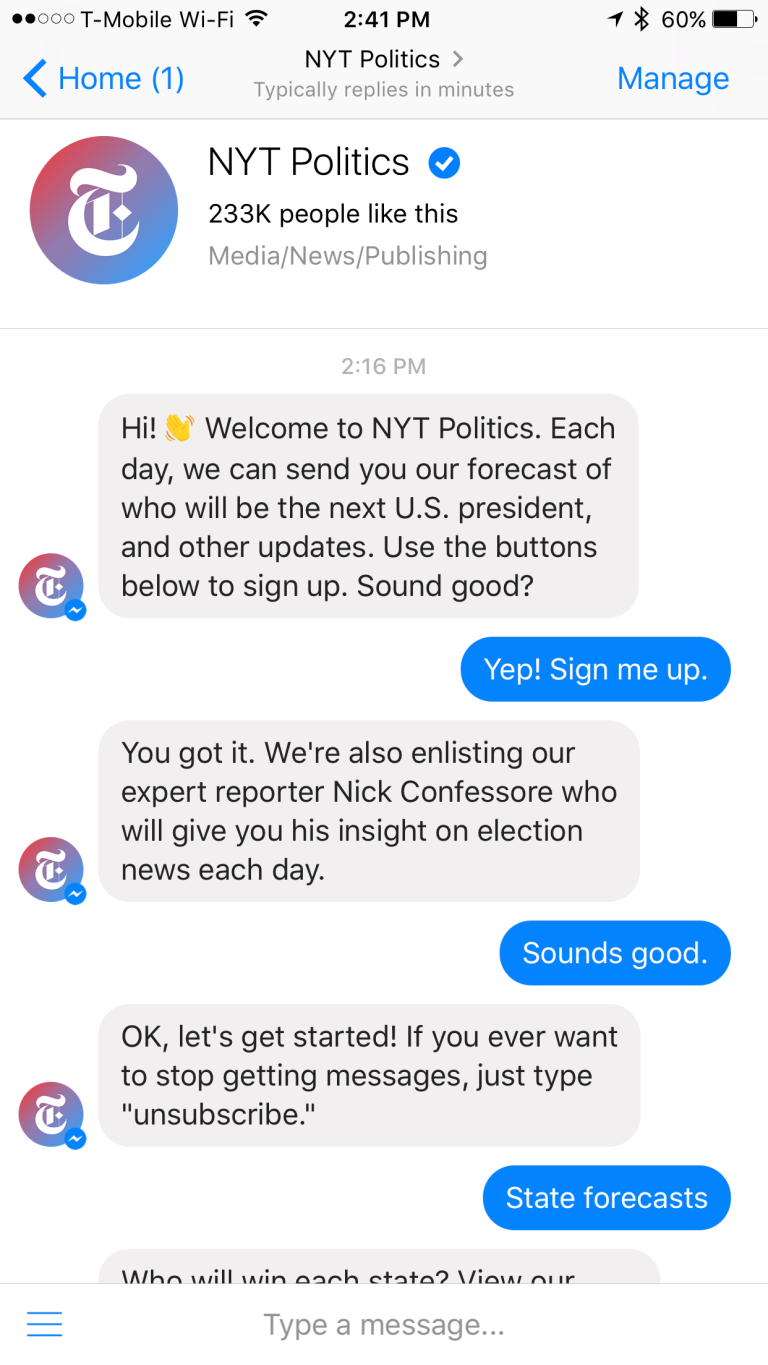 T-Mobile Wi-Fi 2:41 PM 60%
Home (1) NYT Politics Manage
Typically replies in minutes
NYT Politics
233K people like this
Media/News/Publishing
2:16 PM
Hi! 👋 Welcome to NYT Politics. Each
day, we can send you our forecast of
who will be the next U.S. president,
and other updates. Use the buttons
below to sign up. Sound good?
Yep! Sign me up.
You got it. We're also enlisting our
expert reporter Nick Confessore who
will give you his insight on election
news each day.
Sounds good.
OK, let's get started! If you ever want
to stop getting messages, just type
"unsubscribe."
State forecasts
Who will win each state? View our
Type a message...